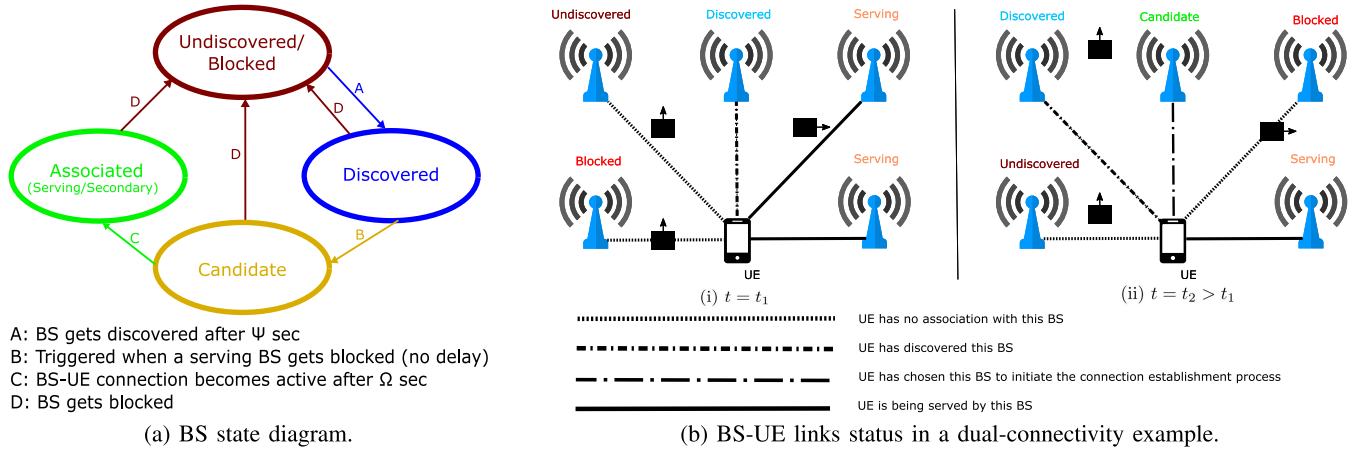 Undiscovered/
Blocked
D
A
D
D
Associated
(Serving/Secondary)
Discovered
C
B
Candidate
A: BS gets discovered after Ψ sec
B: Triggered when a serving BS gets blocked (no delay)
C: BS-UE connection becomes active after Ω sec
D: BS gets blocked
(a) BS state diagram.
Undiscovered
Discovered
Serving
Blocked
Serving
UE
(i) t = t₁
Discovered
Candidate
Blocked
Undiscovered
Serving
UE
(ii) t = t₂ > t₁
UE has no association with this BS
UE has discovered this BS
UE has chosen this BS to initiate the connection establishment process
UE is being served by this BS
(b) BS-UE links status in a dual-connectivity example.